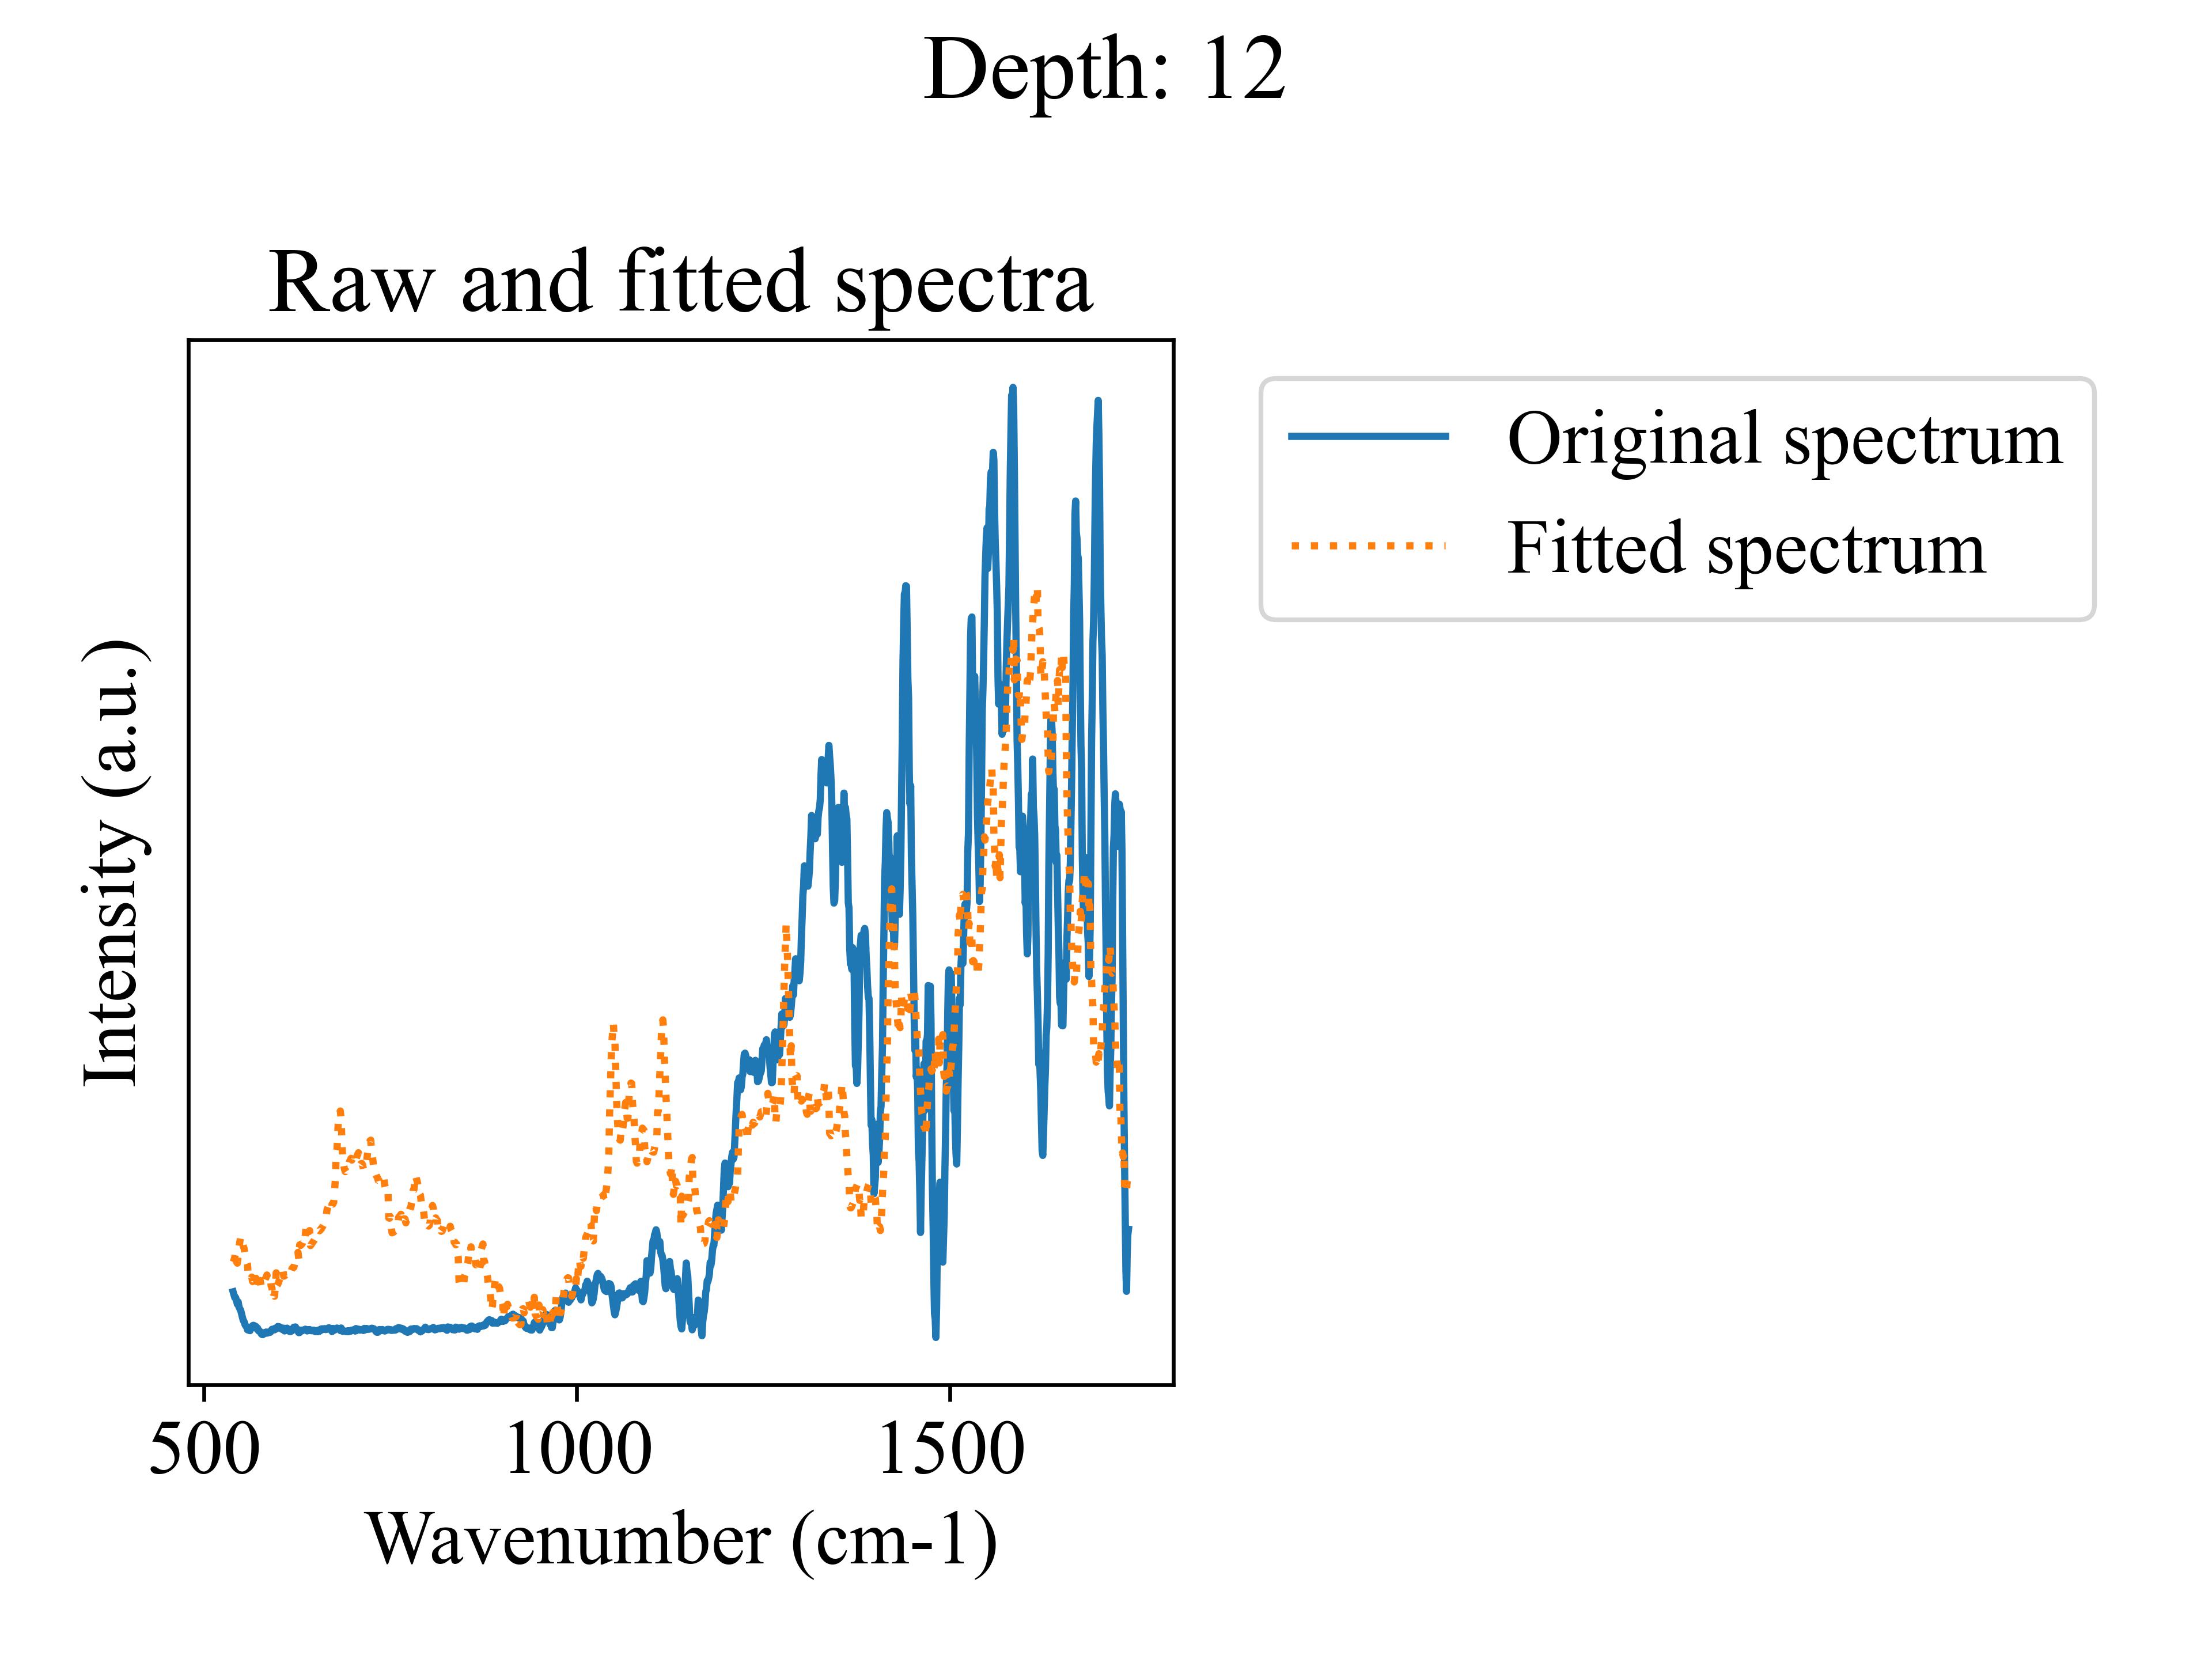 Depth: 12
Raw and fitted spectra
Original spectrum
Fitted spectrum
Intensity (a.u.)
500 1000 1500
Wavenumber (cm-1)